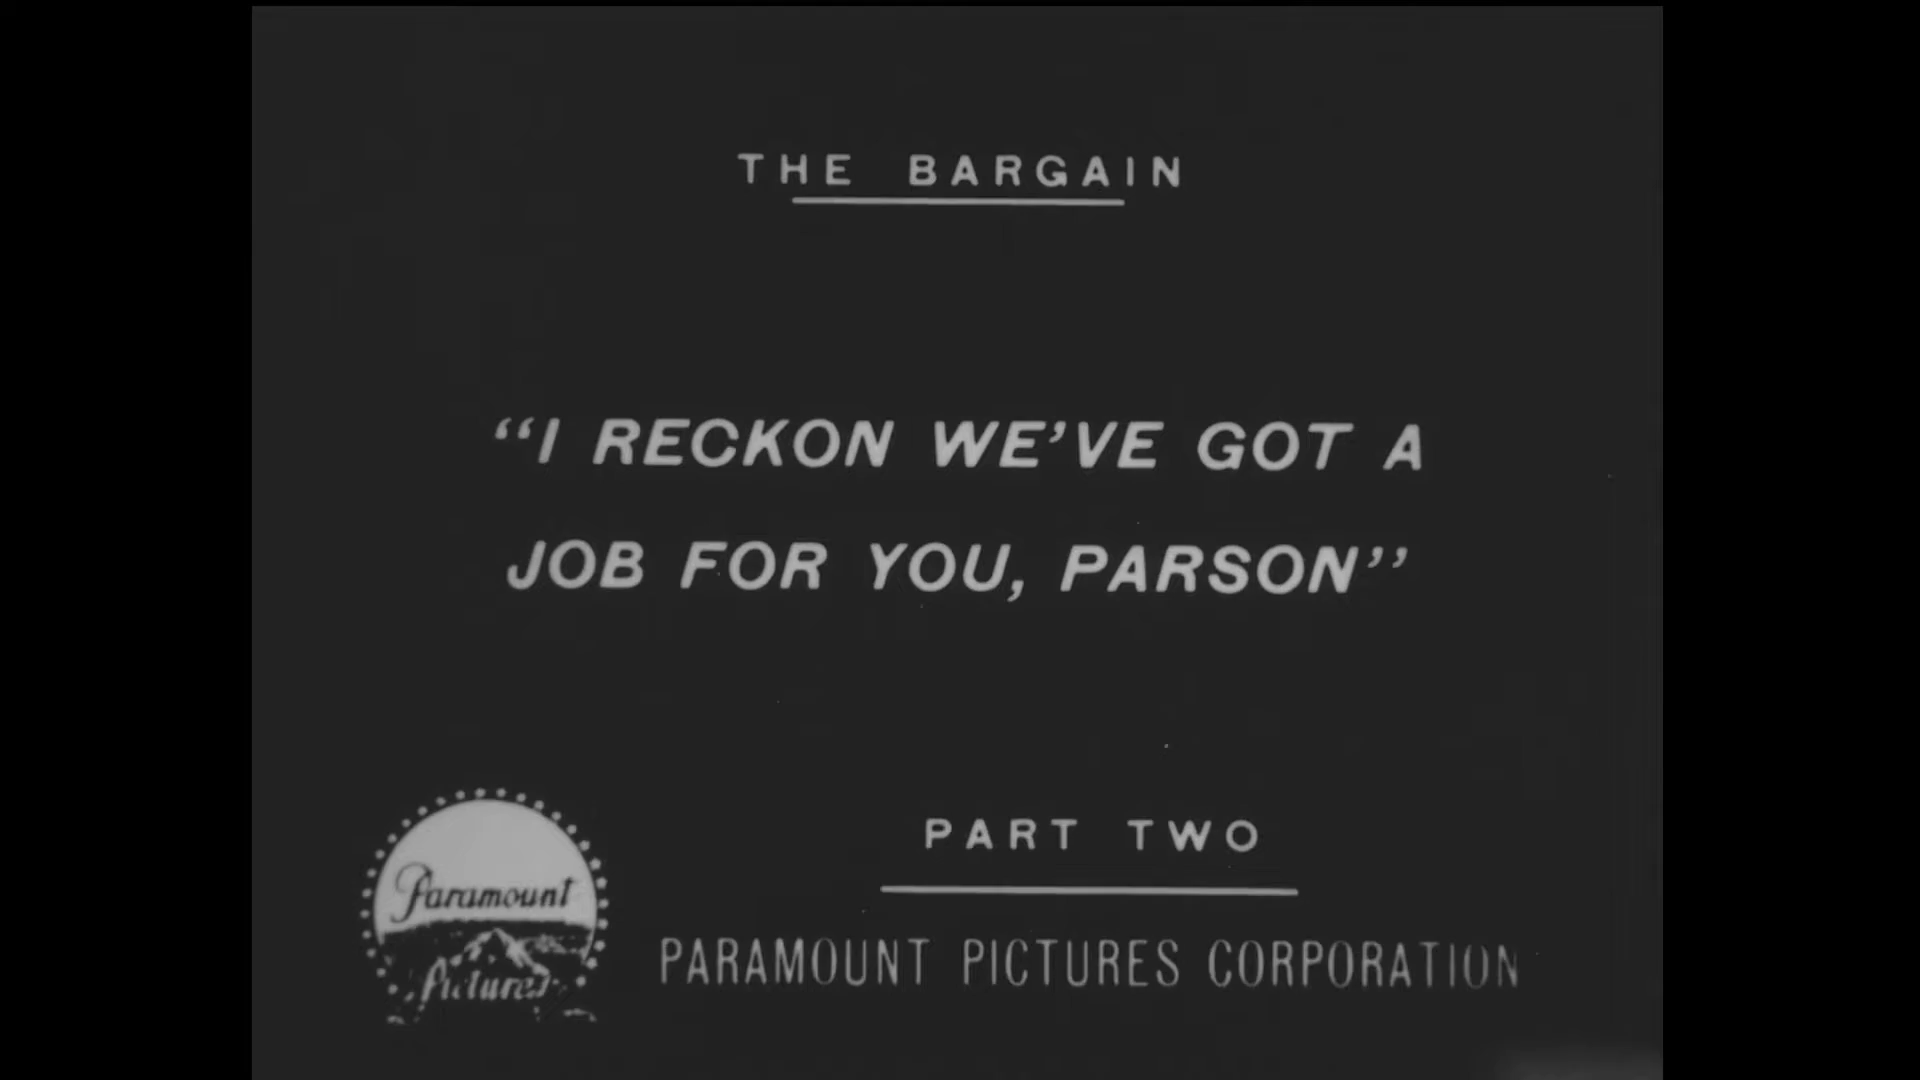 THE BARGAIN
"I RECKON WE'VE GOT A
JOB FOR YOU, PARSON"
PART TWO
Paramount
Pictures
PARAMOUNT PICTURES CORPORATION